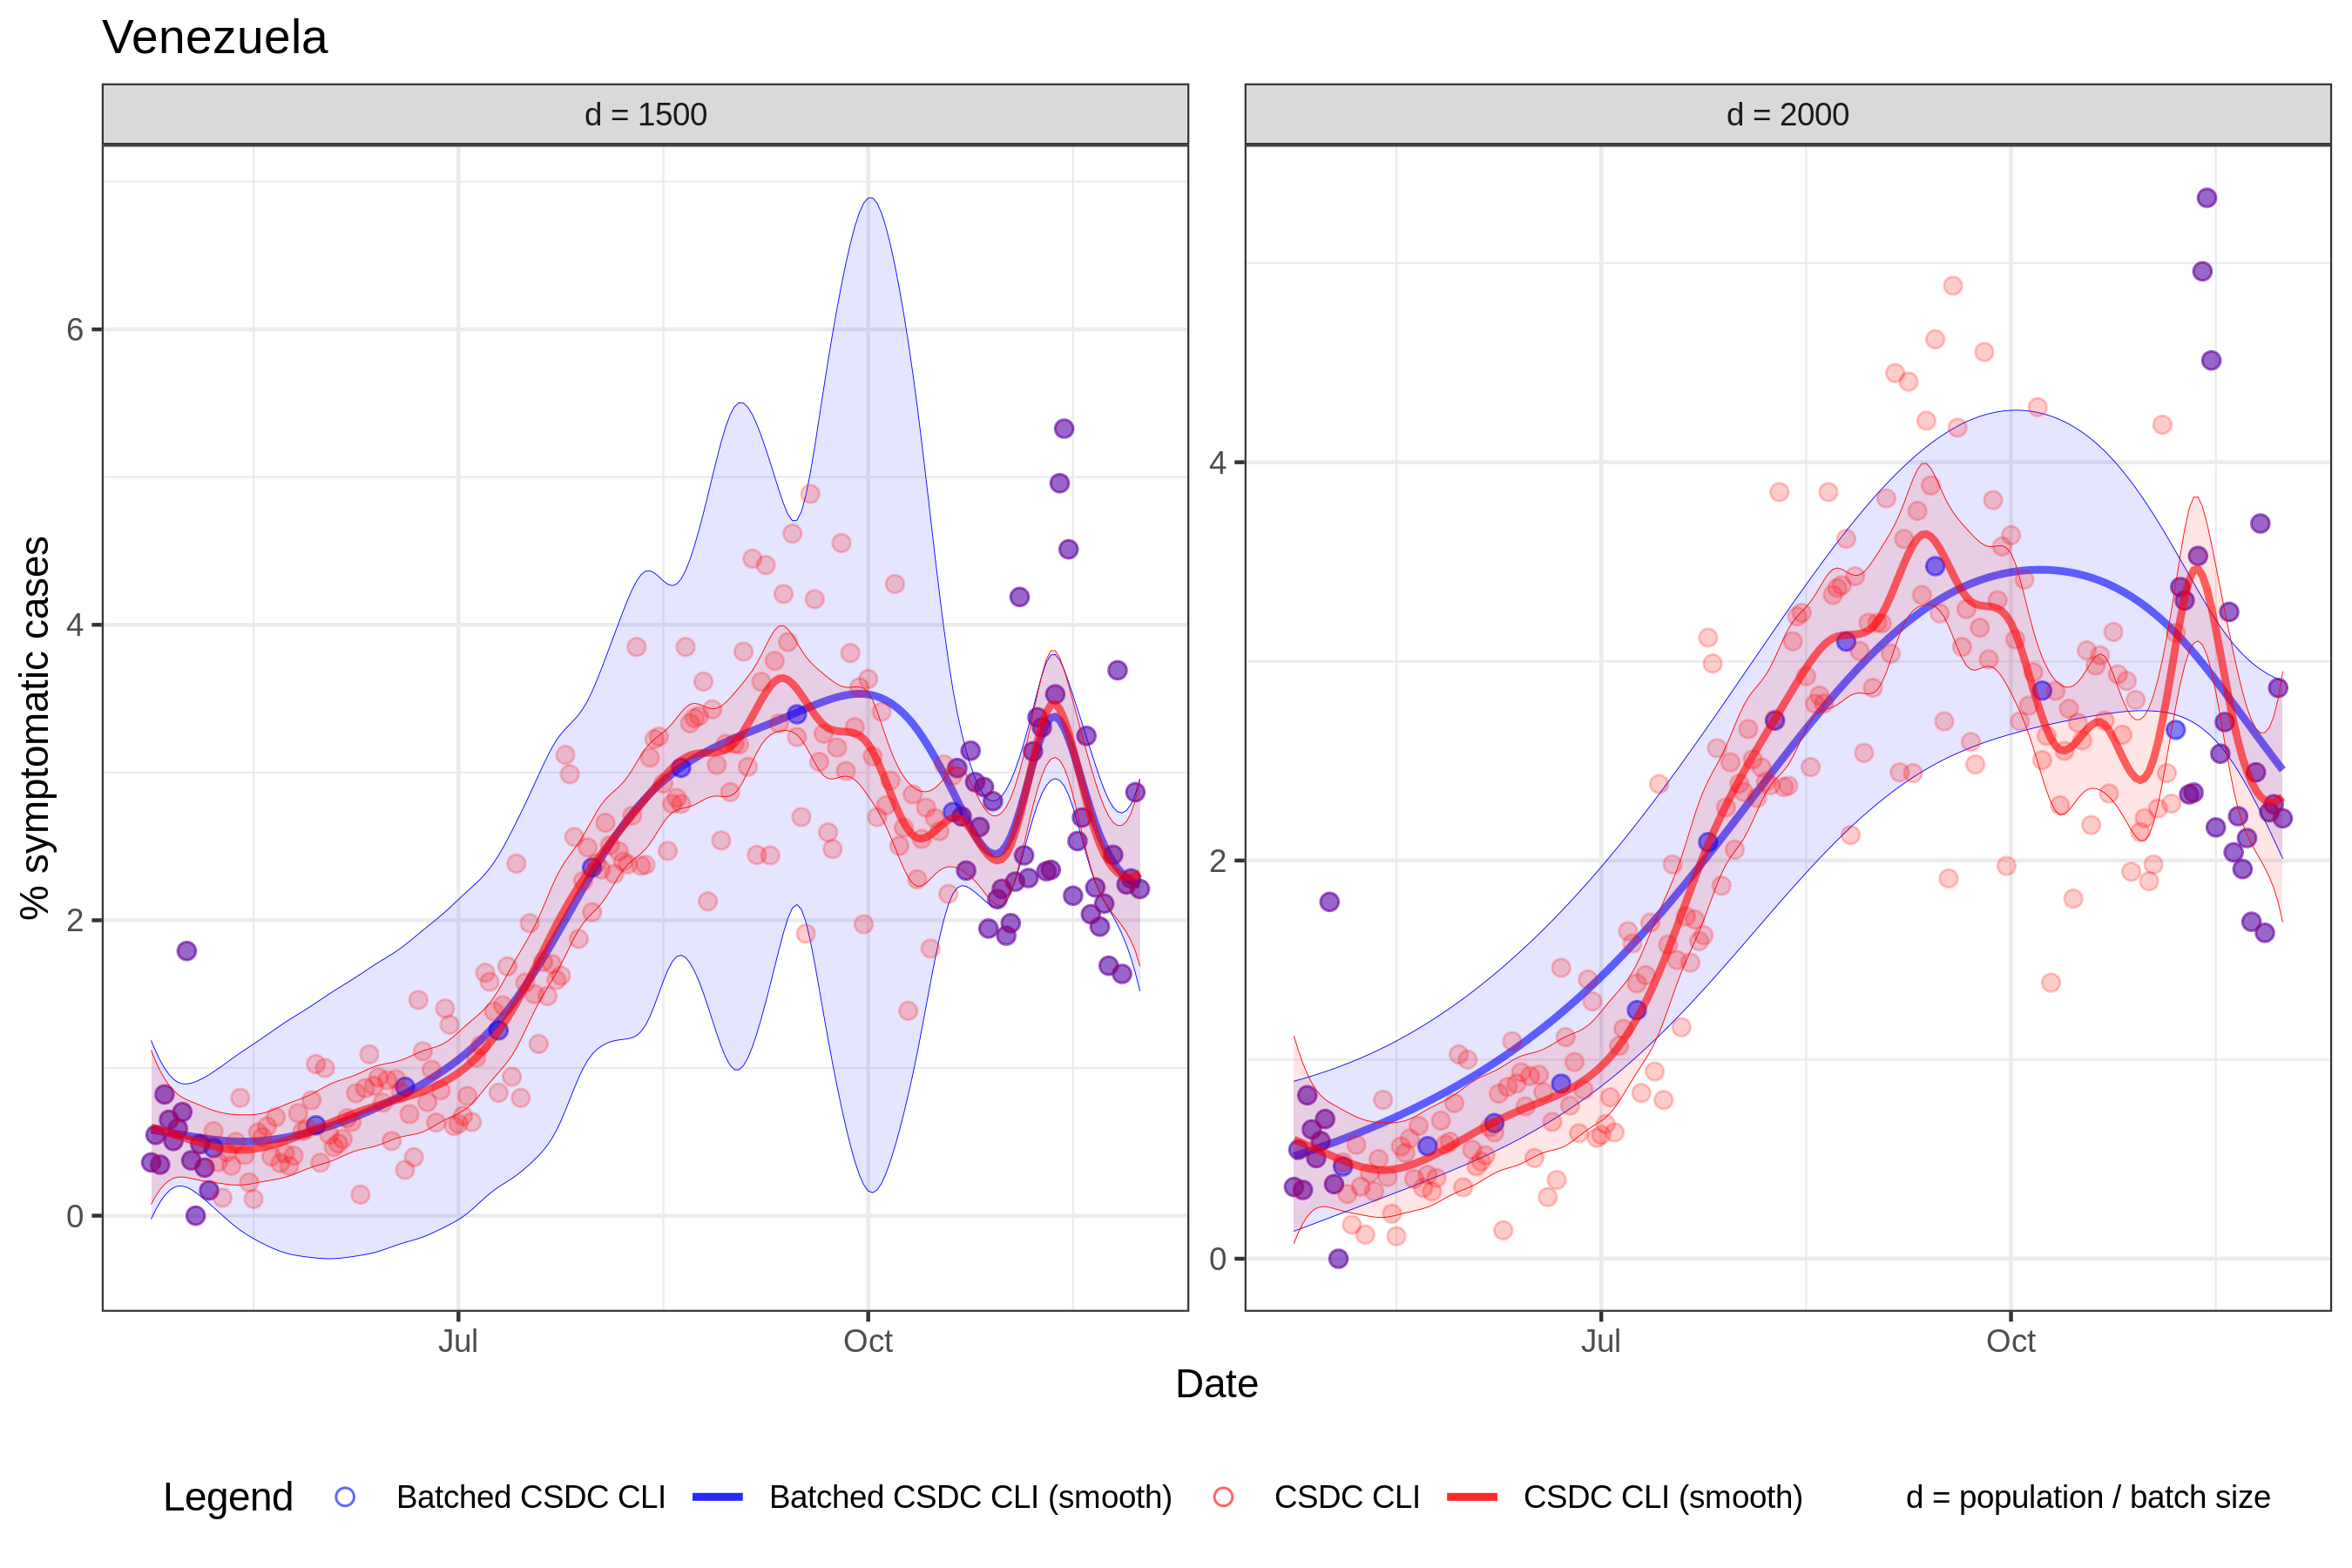 Venezuela
d = 1500
d = 2000
% symptomatic cases
6
4
2
0
4
2
0
Jul
Oct
Jul
Oct
Date
Legend
Batched CSDC CLI
Batched CSDC CLI (smooth)
CSDC CLI
CSDC CLI (smooth)
d = population / batch size